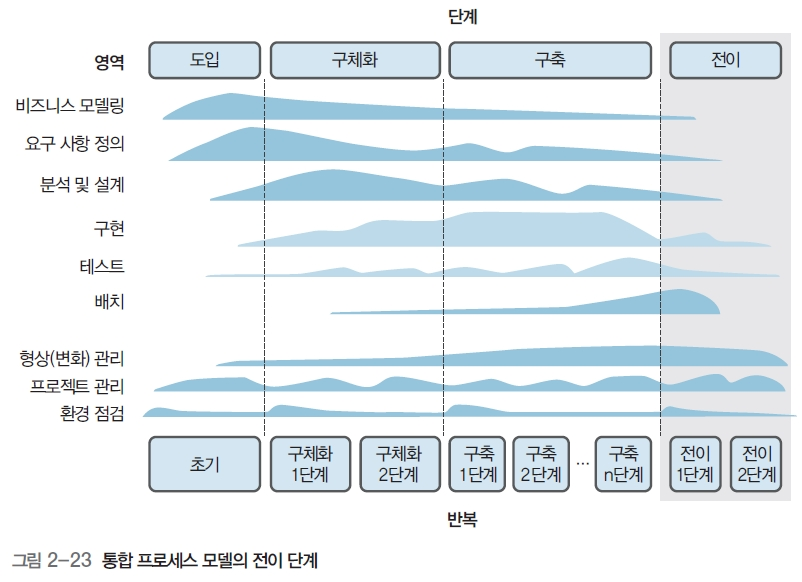 단계
영역
도입
구체화
구축
전이
비즈니스 모델링
요구 사항 정의
분석 및 설계
구현
테스트
배치
형상(변화) 관리
프로젝트 관리
환경 점검
초기
구체화
1단계
구체화
2단계
구축
1단계
구축
2단계
...
구축
n단계
전이
1단계
전이
2단계
반복
그림 2-23 통합 프로세스 모델의 전이 단계